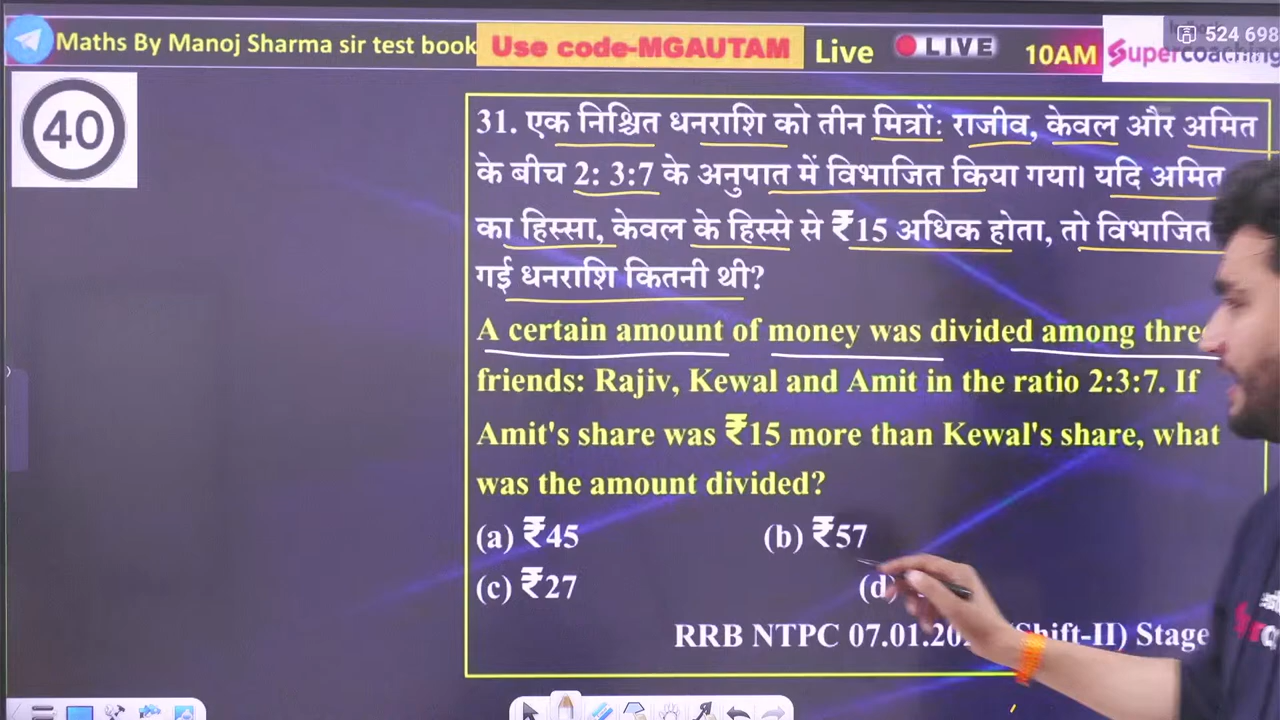 Maths By Manoj Sharma sir test book
Use code-MGAUTAM
Live
LIVE
10AM
Supercoaching
524 698
40
31. एक निश्चित धनराशि को तीन मित्रों: राजीव, केवल और अमित
के बीच 2: 3:7 के अनुपात में विभाजित किया गया। यदि अमित
का हिस्सा, केवल के हिस्से से ₹15 अधिक होता, तो विभाजित
गई धनराशि कितनी थी?
A certain amount of money was divided among three
friends: Rajiv, Kewal and Amit in the ratio 2:3:7. If
Amit's share was ₹15 more than Kewal's share, what
was the amount divided?
(a) ₹45 (b) ₹57
(c) ₹27 (d)
RRB NTPC 07.01.20 (Shift-II) Stage